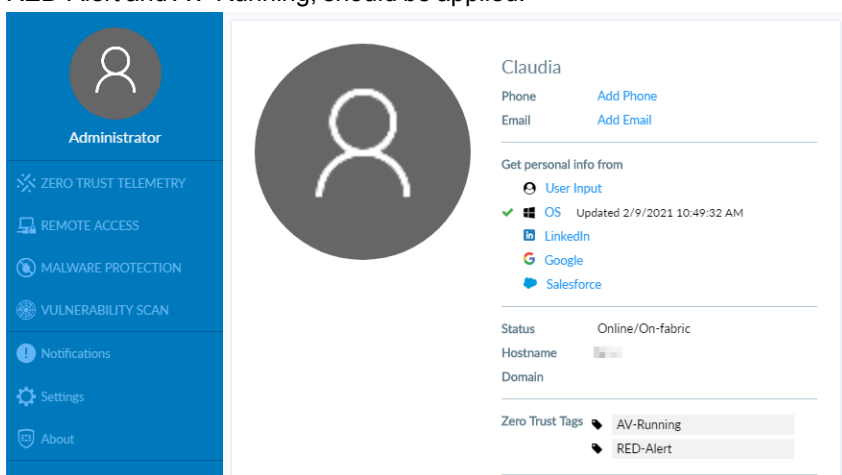 RED-Alert and AV-Running, should be applied.
Administrator
ZERO TRUST TELEMETRY
REMOTE ACCESS
MALWARE PROTECTION
VULNERABILITY SCAN
Notifications
Settings
About
Claudia
Phone Add Phone
Email Add Email
Get personal info from
User Input
OS Updated 2/9/2021 10:49:32 AM
LinkedIn
Google
Salesforce
Status Online/On-fabric
Hostname
Domain
Zero Trust Tags AV-Running
RED-Alert